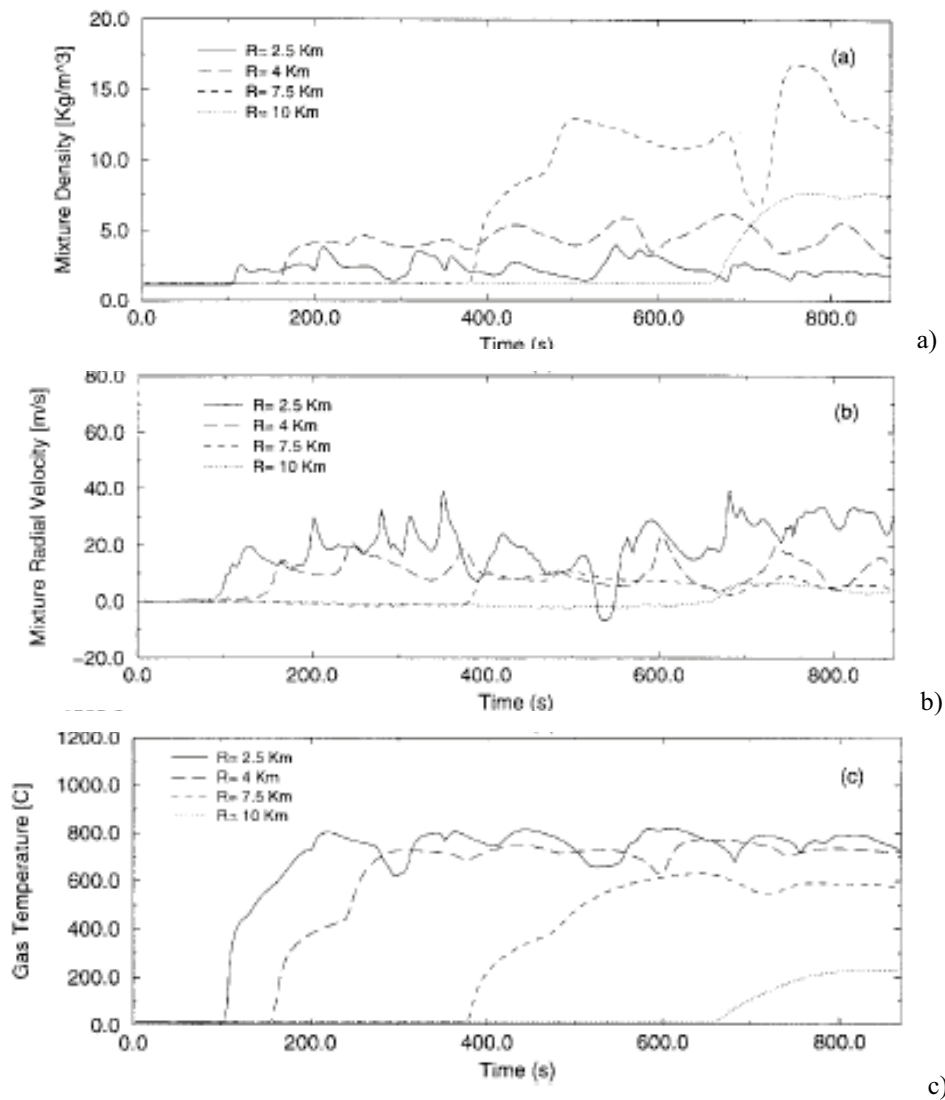 20.0
15.0
10.0
5.0
0.0
Mixture Density [Kg/m^3]
R= 2.5 Km
R= 4 Km
R= 7.5 Km
R= 10 Km
(a)
0.0 200.0 400.0 600.0 800.0
Time (s)
a)
80.0
60.0
40.0
20.0
0.0
-20.0
Mixture Radial Velocity [m/s]
R= 2.5 Km
R= 4 Km
R= 7.5 Km
R= 10 Km
(b)
0.0 200.0 400.0 600.0 800.0
Time (s)
b)
1200.0
1000.0
800.0
600.0
400.0
200.0
0.0
Gas Temperature [C]
R= 2.5 Km
R= 4 Km
R= 7.5 Km
R= 10 Km
(c)
0.0 200.0 400.0 600.0 800.0
Time (s)
c)